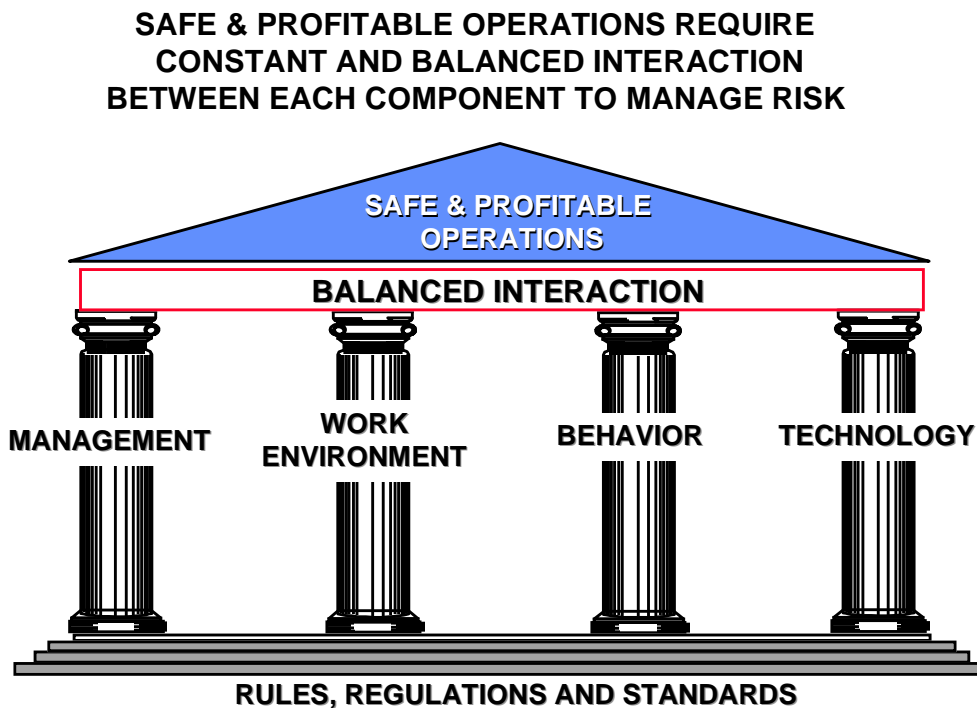 SAFE & PROFITABLE OPERATIONS REQUIRE
CONSTANT AND BALANCED INTERACTION
BETWEEN EACH COMPONENT TO MANAGE RISK
SAFE & PROFITABLE
OPERATIONS
BALANCED INTERACTION
MANAGEMENT
WORK
ENVIRONMENT
BEHAVIOR
TECHNOLOGY
RULES, REGULATIONS AND STANDARDS